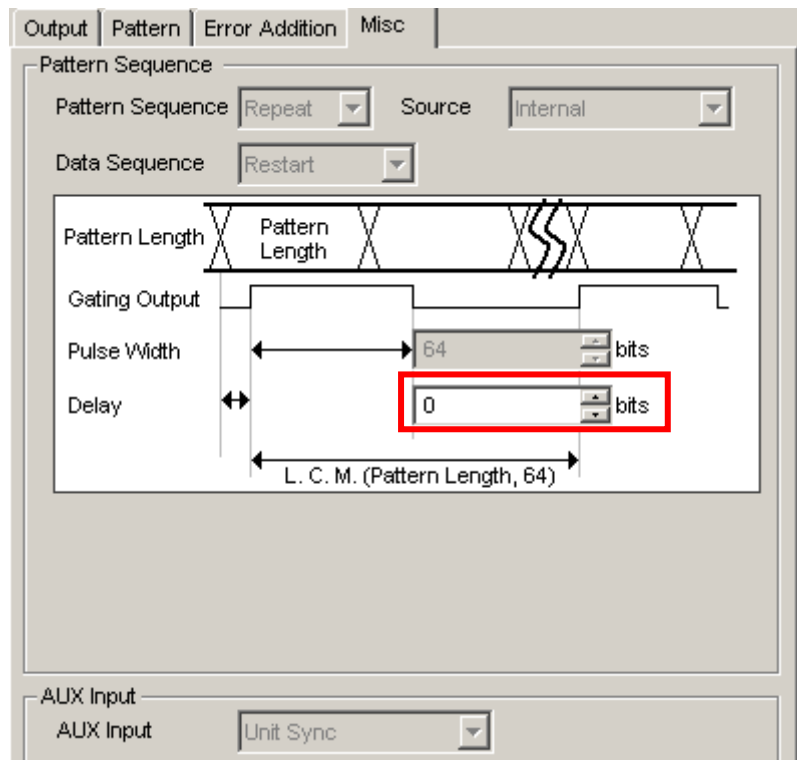 Output Pattern Error Addition Misc
Pattern Sequence
Pattern Sequence Repeat Source Internal
Data Sequence Restart
Pattern Length Pattern Length
Gating Output
Pulse Width 64 bits
Delay 0 bits
L. C. M. (Pattern Length, 64)
AUX Input
AUX Input Unit Sync